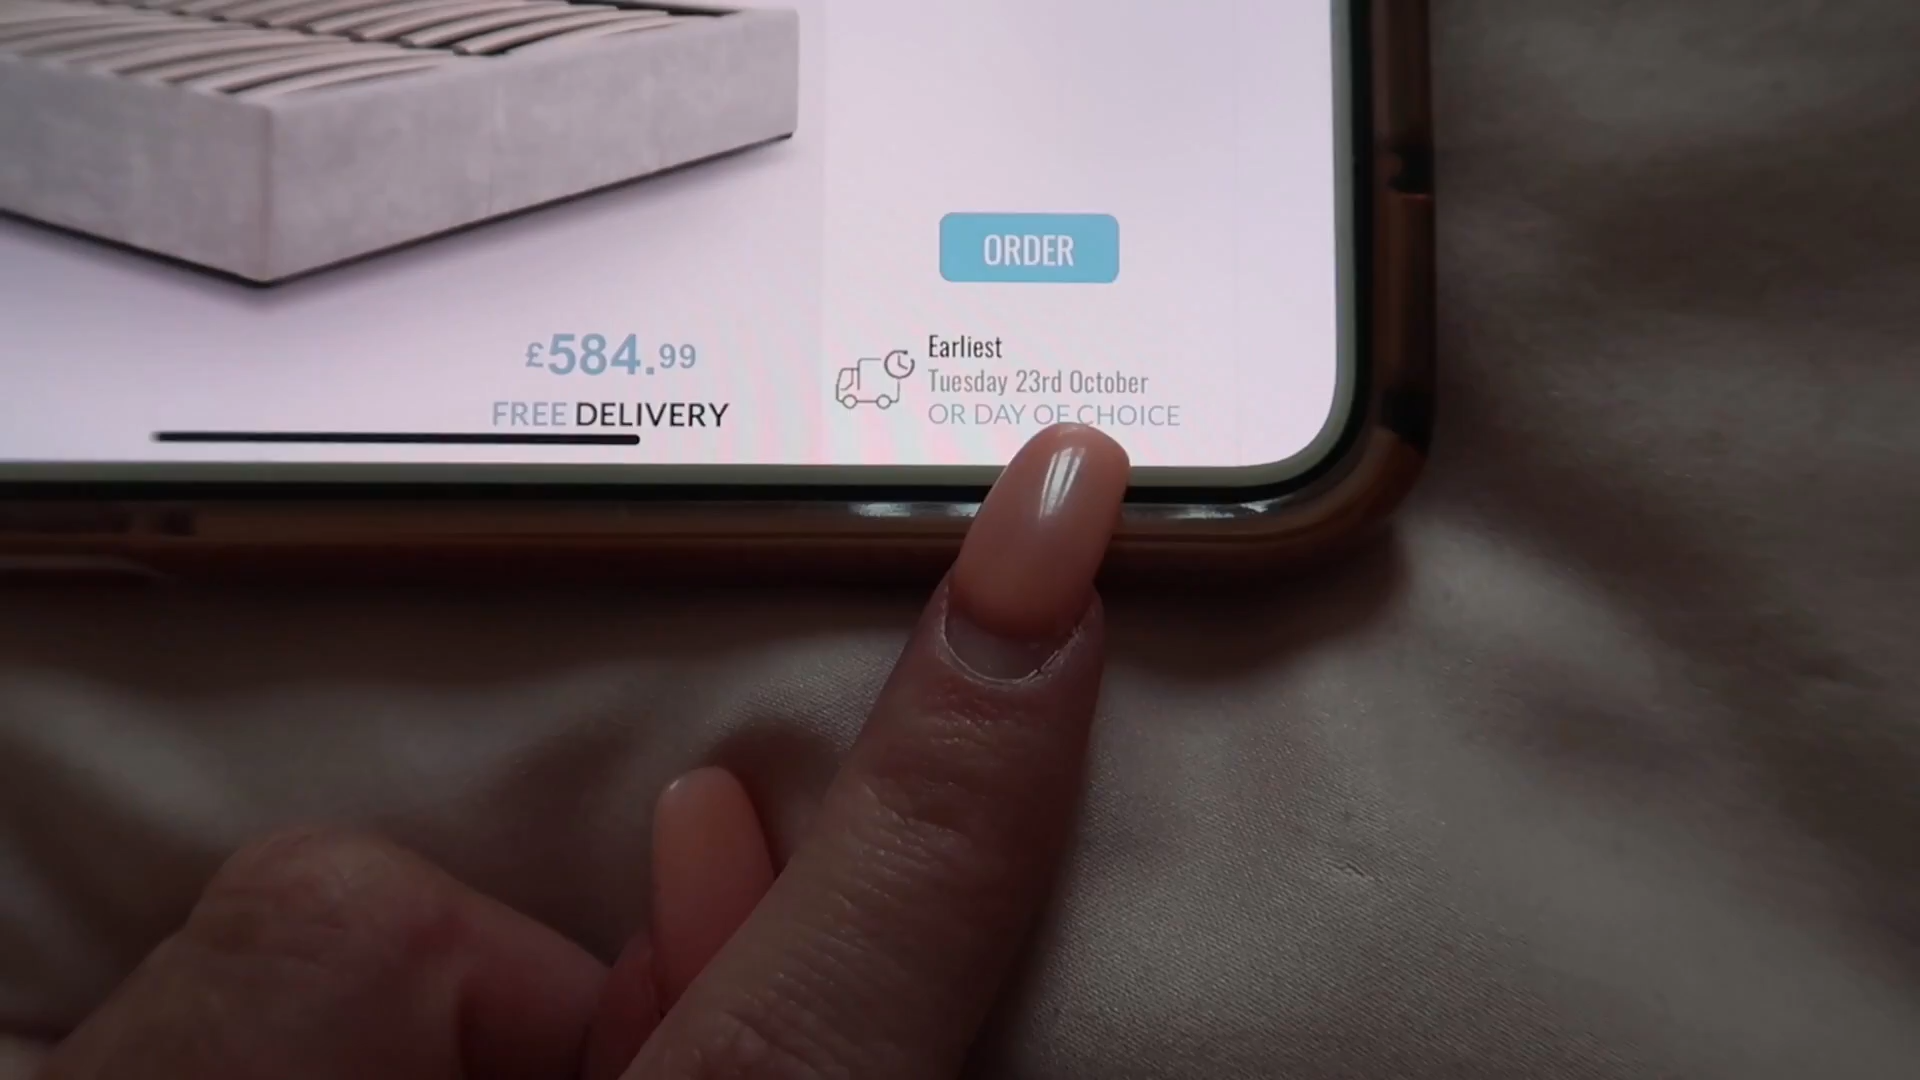 ORDER
£584.99
FREE DELIVERY
Earliest
Tuesday 23rd October
OR DAY OF CHOICE